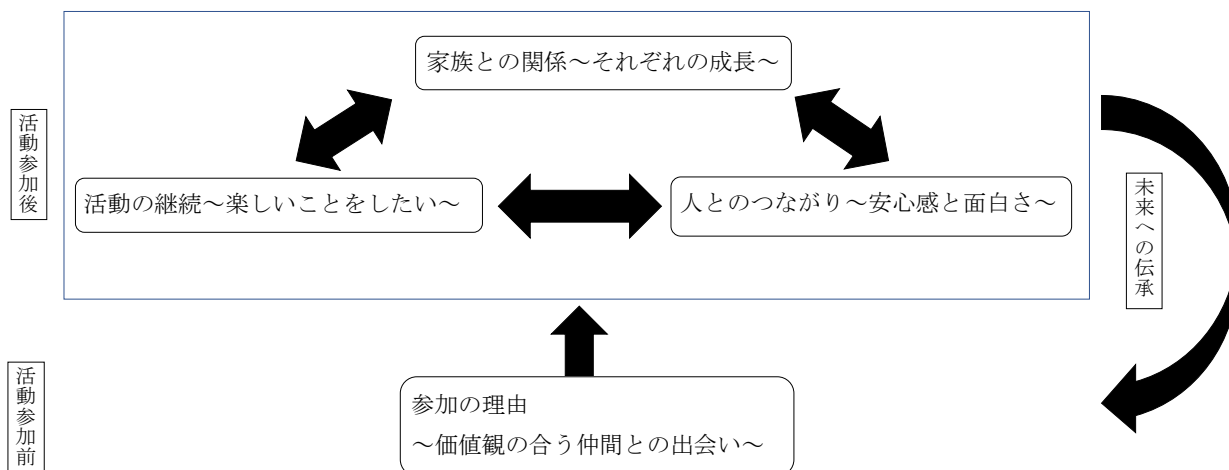 家族との関係～それぞれの成長～
活動参加後
活動の継続～楽しいことをしたい～
人とのつながり～安心感と面白さ～
未来への伝承
活動参加前
参加の理由
～価値観の合う仲間との出会い～